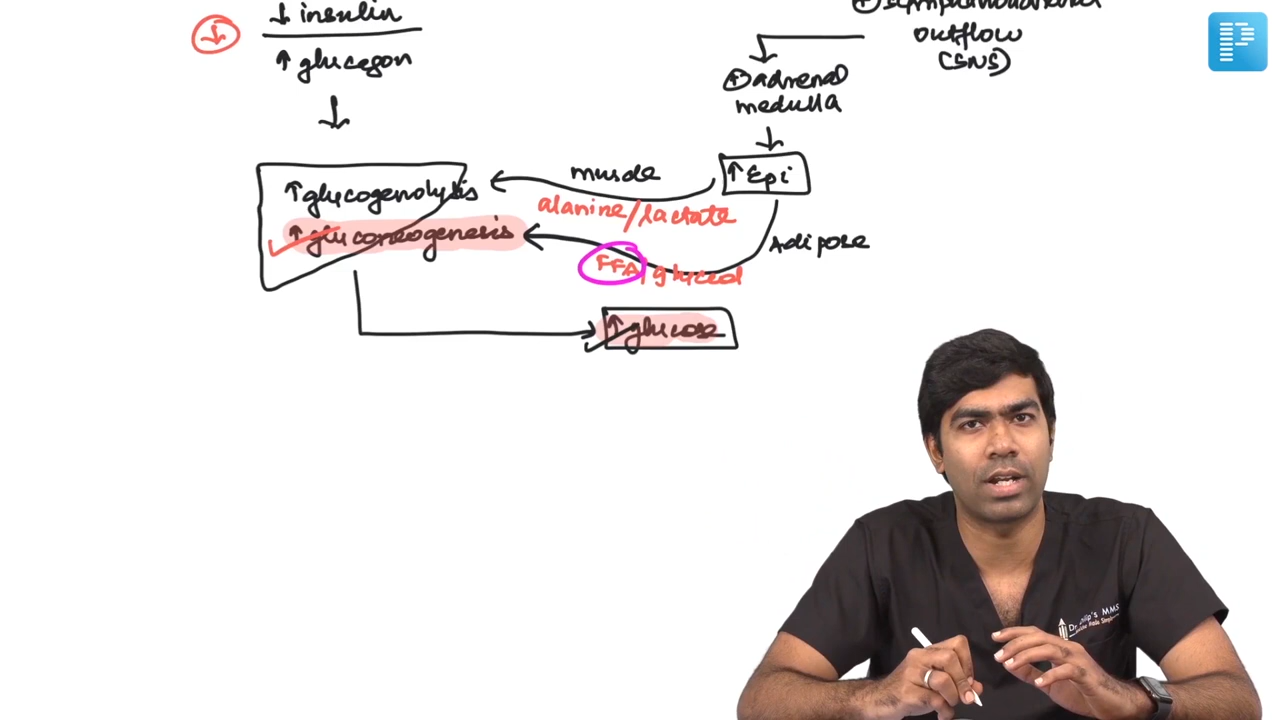 ↓ insulin
↑ glucagon
outflow
(SNS)
↑ adrenal
medulla
↑ Epi
muscle
alanine/lactate
Adipose
FFA/glycerol
↑ glycogenolysis
↑ gluconeogenesis
↑ glucose
P